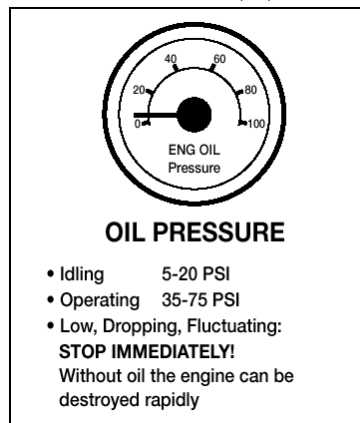 40 60
20 80
0 100
ENG OIL
Pressure
OIL PRESSURE
• Idling 5-20 PSI
• Operating 35-75 PSI
• Low, Dropping, Fluctuating:
STOP IMMEDIATELY!
Without oil the engine can be
destroyed rapidly